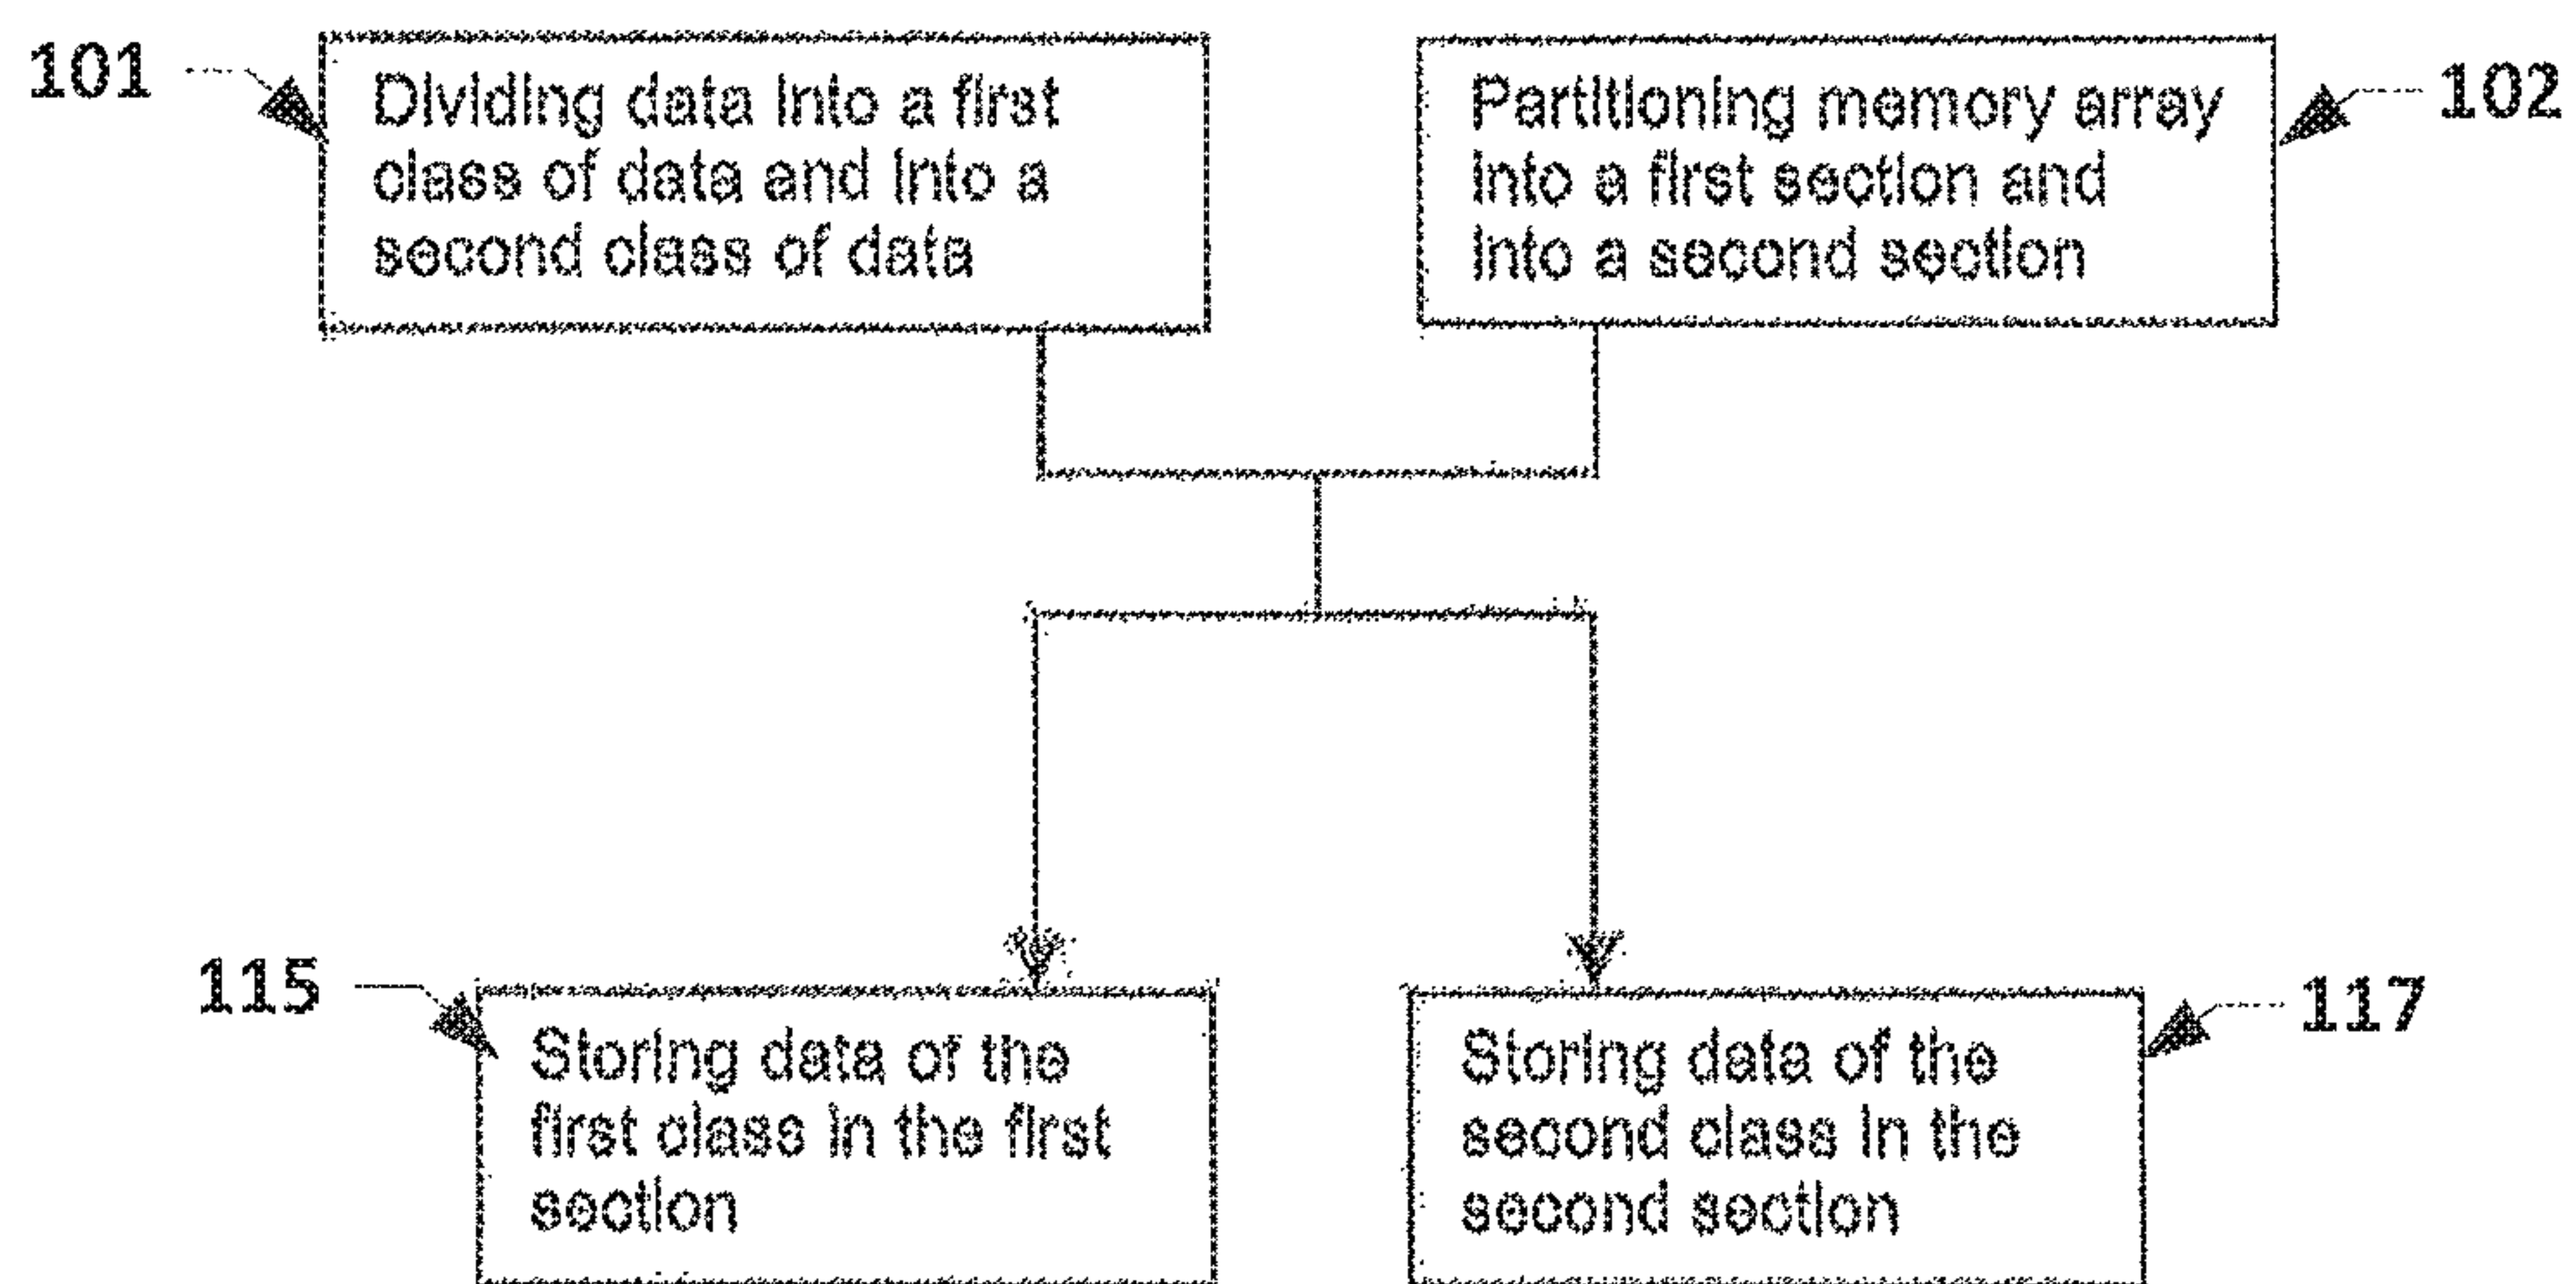 101
Dividing data into a first
class of data and into a
second class of data
Partitioning memory array
into a first section and
into a second section
102
115
Storing data of the
first class in the first
section
Storing data of the
second class in the
second section
117